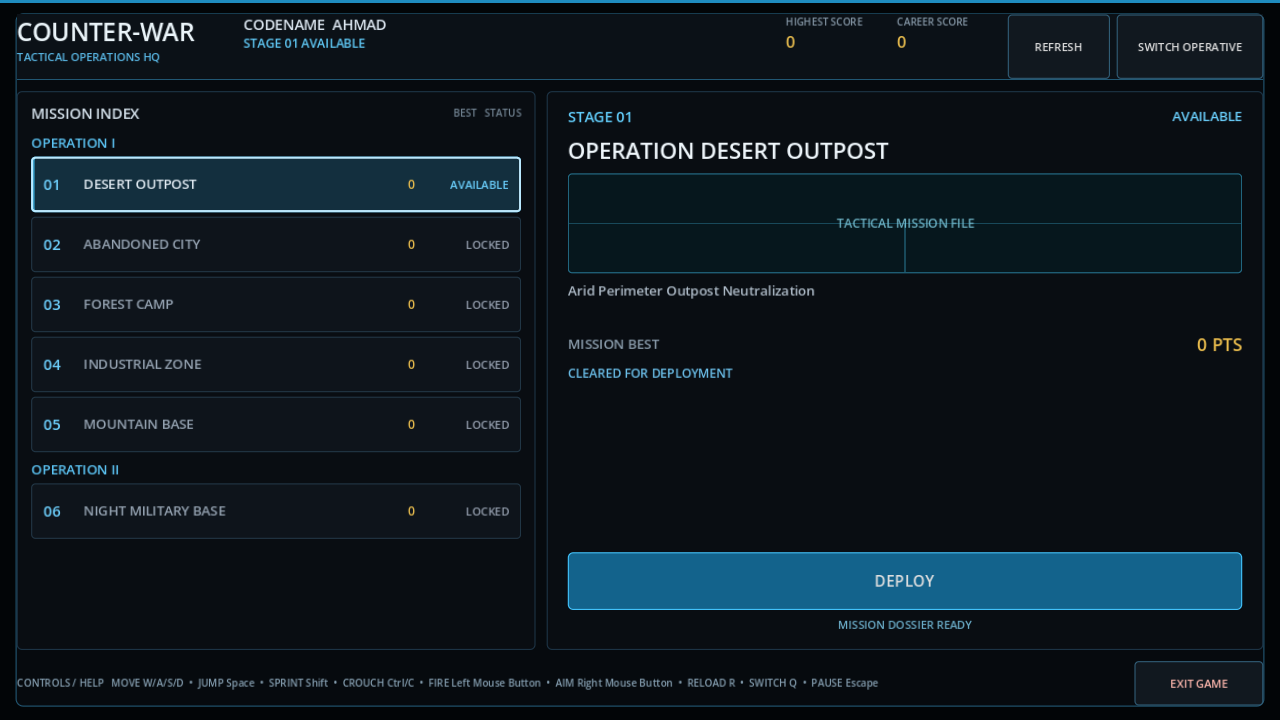 COUNTER-WAR
TACTICAL OPERATIONS HQ
CODENAME AHMAD
STAGE 01 AVAILABLE
HIGHEST SCORE
0
CAREER SCORE
0
REFRESH
SWITCH OPERATIVE
MISSION INDEX
BEST STATUS
OPERATION I
01 DESERT OUTPOST 0 AVAILABLE
02 ABANDONED CITY 0 LOCKED
03 FOREST CAMP 0 LOCKED
04 INDUSTRIAL ZONE 0 LOCKED
05 MOUNTAIN BASE 0 LOCKED
OPERATION II
06 NIGHT MILITARY BASE 0 LOCKED
STAGE 01
AVAILABLE
OPERATION DESERT OUTPOST
TACTICAL MISSION FILE
Arid Perimeter Outpost Neutralization
MISSION BEST
0 PTS
CLEARED FOR DEPLOYMENT
DEPLOY
MISSION DOSSIER READY
CONTROLS / HELP MOVE W/A/S/D • JUMP Space • SPRINT Shift • CROUCH Ctrl/C • FIRE Left Mouse Button • AIM Right Mouse Button • RELOAD R • SWITCH Q • PAUSE Escape
EXIT GAME